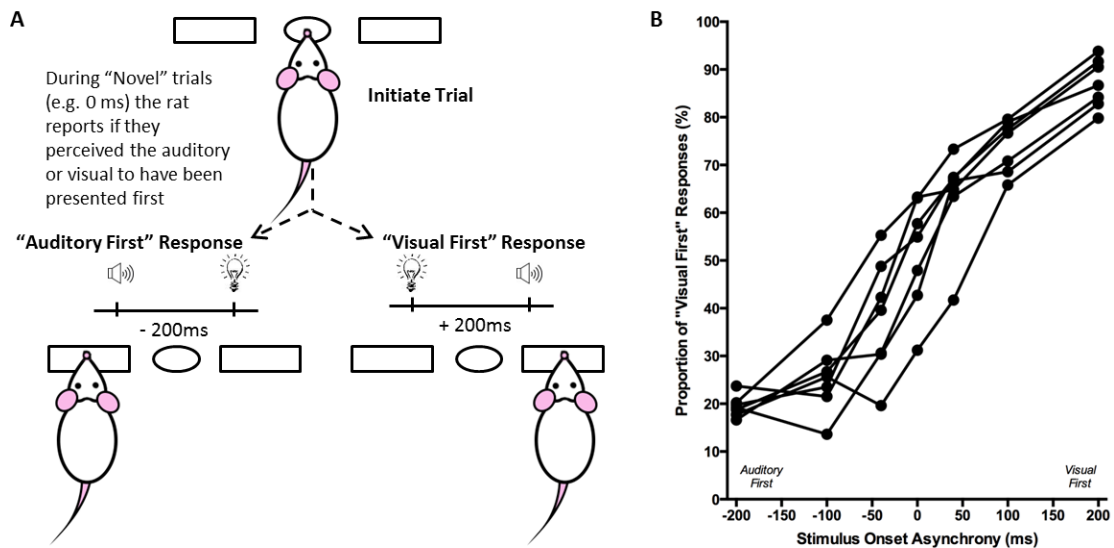 A
During “Novel” trials
(e.g. 0 ms) the rat
reports if they
perceived the auditory
or visual to have been
presented first
Initiate Trial
“Auditory First” Response
“Visual First” Response
- 200ms
+ 200ms
B
Proportion of "Visual First" Responses (%)
100
90
80
70
60
50
40
30
20
10
0
Auditory
First
Visual
First
-200 -150 -100 -50 0 50 100 150 200
Stimulus Onset Asynchrony (ms)